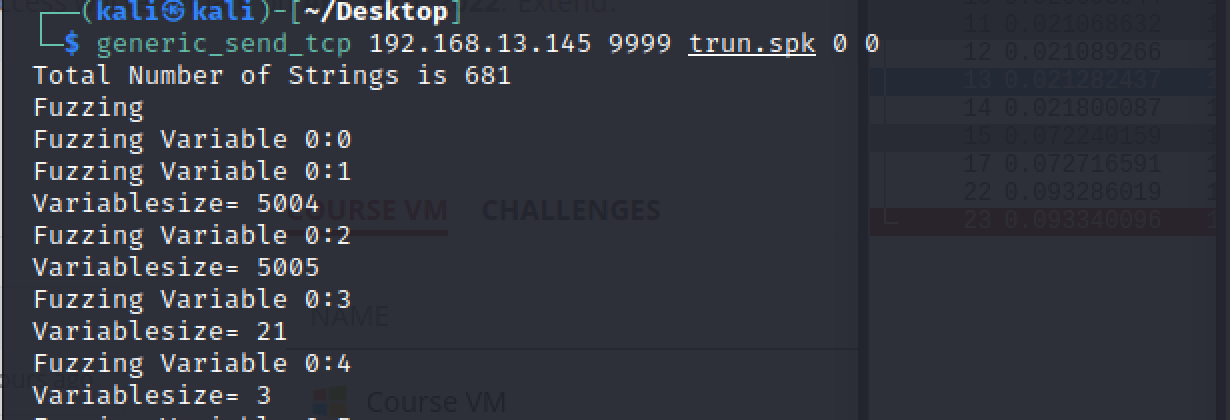 (kali㉿kali)-[~/Desktop]
$ generic_send_tcp 192.168.13.145 9999 trun.spk 0 0
Total Number of Strings is 681
Fuzzing
Fuzzing Variable 0:0
Fuzzing Variable 0:1
Variablesize= 5004
Fuzzing Variable 0:2
Variablesize= 5005
Fuzzing Variable 0:3
Variablesize= 21
Fuzzing Variable 0:4
Variablesize= 3
022. Extend.
COURSE VM CHALLENGES
NAME
Course VM
11 0.021068662
12 0.021089266
13 0.021282437
14 0.021800087
15 0.072240159
17 0.072716591
22 0.093286019
23 0.093340096